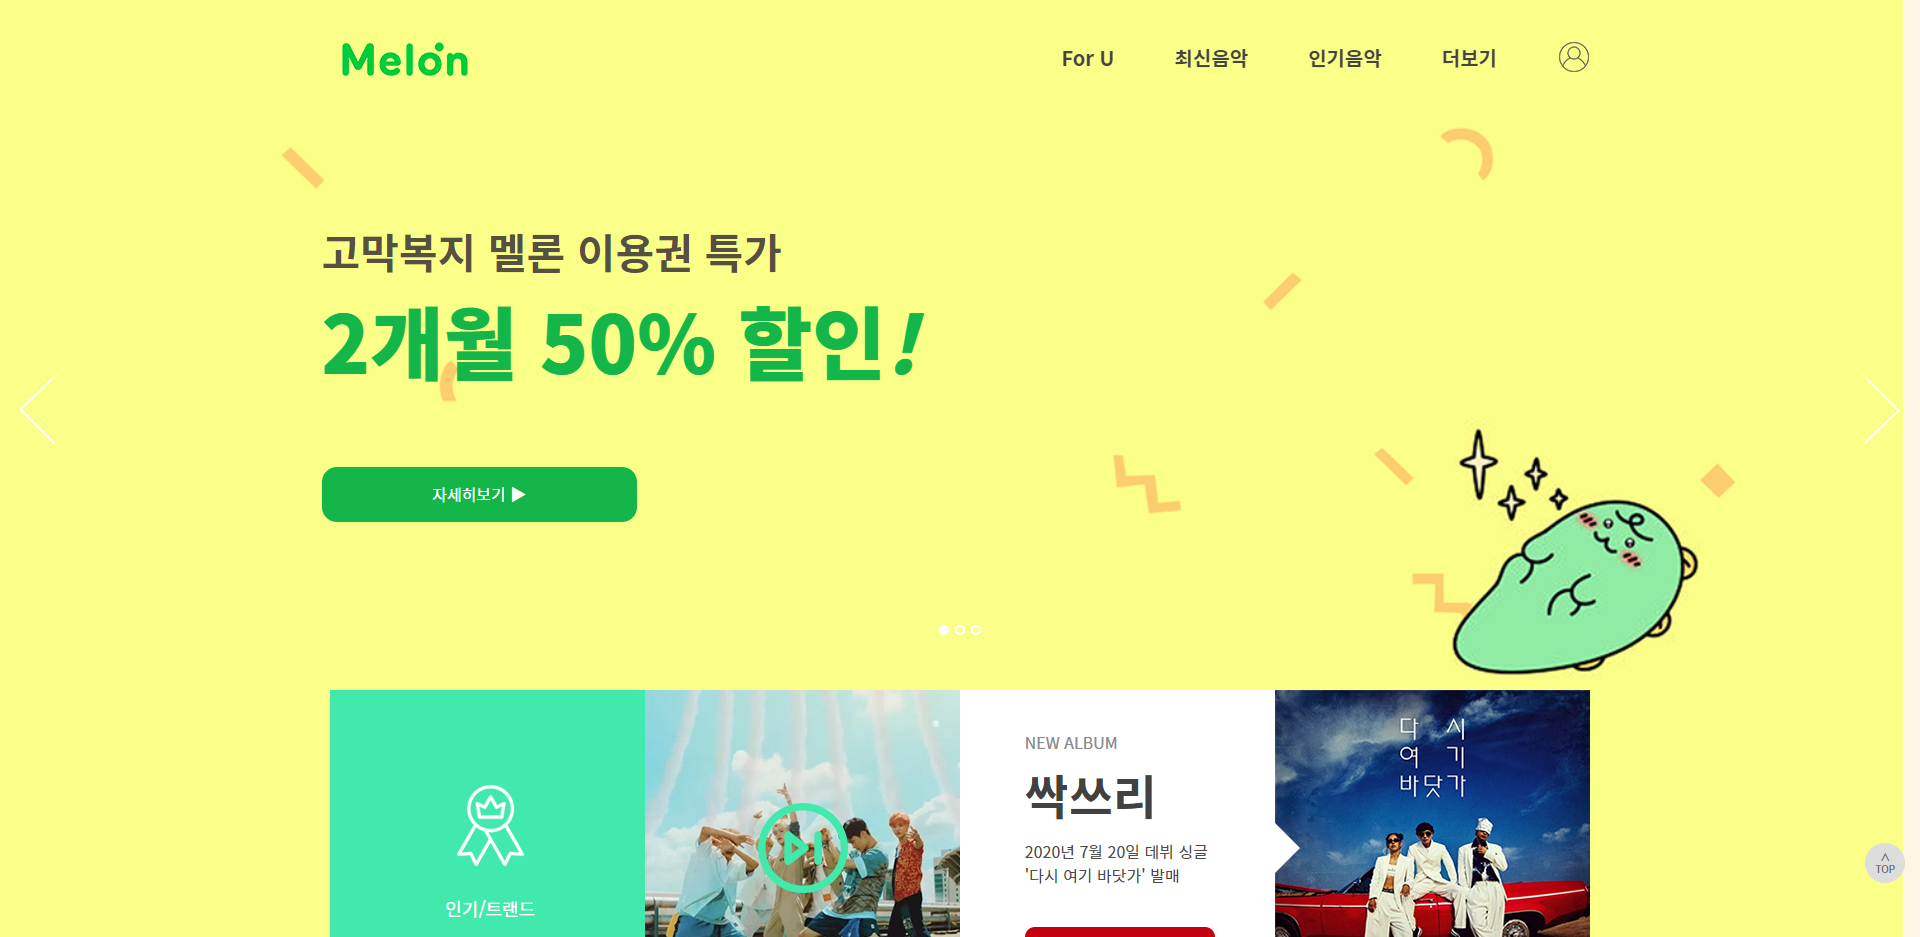 Melon
For U
최신음악
인기음악
더보기
고막복지 멜론 이용권 특가
2개월 50% 할인!
자세히보기 ▶
인기/트랜드
NEW ALBUM
싹쓰리
2020년 7월 20일 데뷔 싱글
'다시 여기 바닷가' 발매
다시
여기
바닷가
TOP